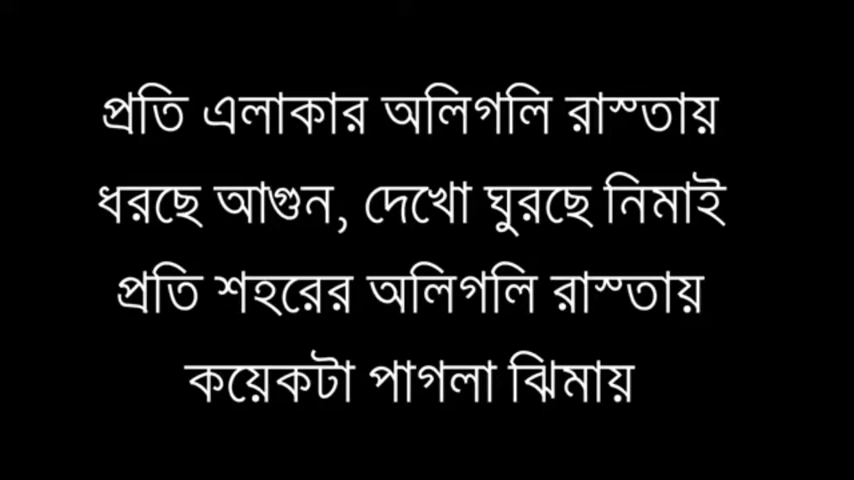 প্রতি এলাকার অলিগলি রাস্তায়
ধরছে আগুন, দেখো ঘুরছে নিমাই
প্রতি শহরের অলিগলি রাস্তায়
কয়েকটা পাগলা ঝিমায়